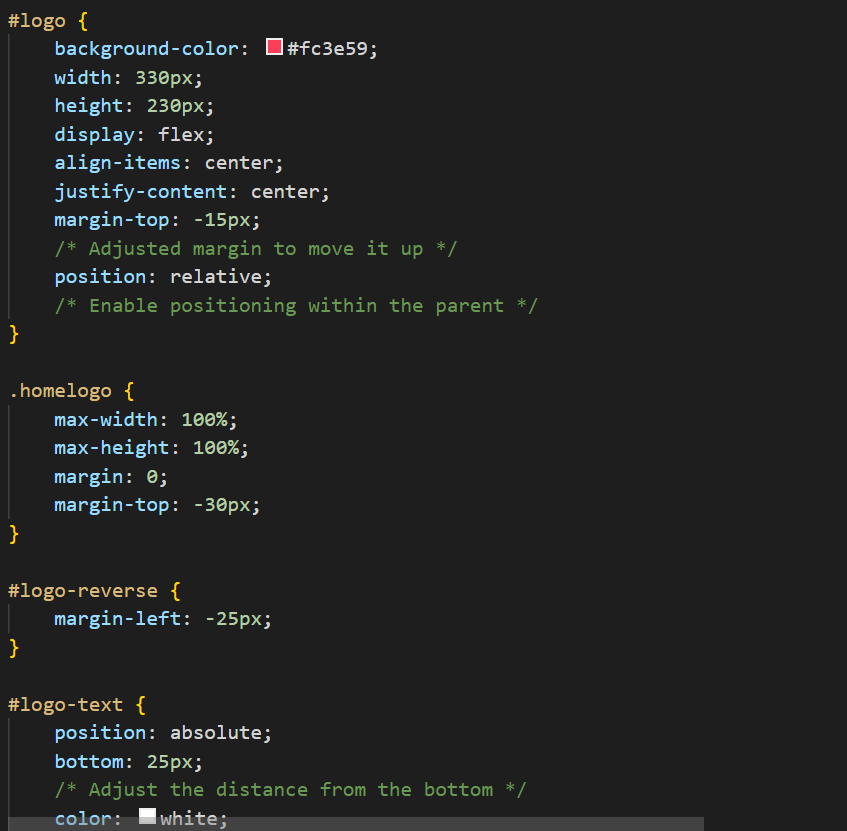 #logo {
    background-color: #fc3e59;
    width: 330px;
    height: 230px;
    display: flex;
    align-items: center;
    justify-content: center;
    margin-top: -15px;
    /* Adjusted margin to move it up */
    position: relative;
    /* Enable positioning within the parent */
}

.homelogo {
    max-width: 100%;
    max-height: 100%;
    margin: 0;
    margin-top: -30px;
}

#logo-reverse {
    margin-left: -25px;
}

#logo-text {
    position: absolute;
    bottom: 25px;
    /* Adjust the distance from the bottom */
    color: white;